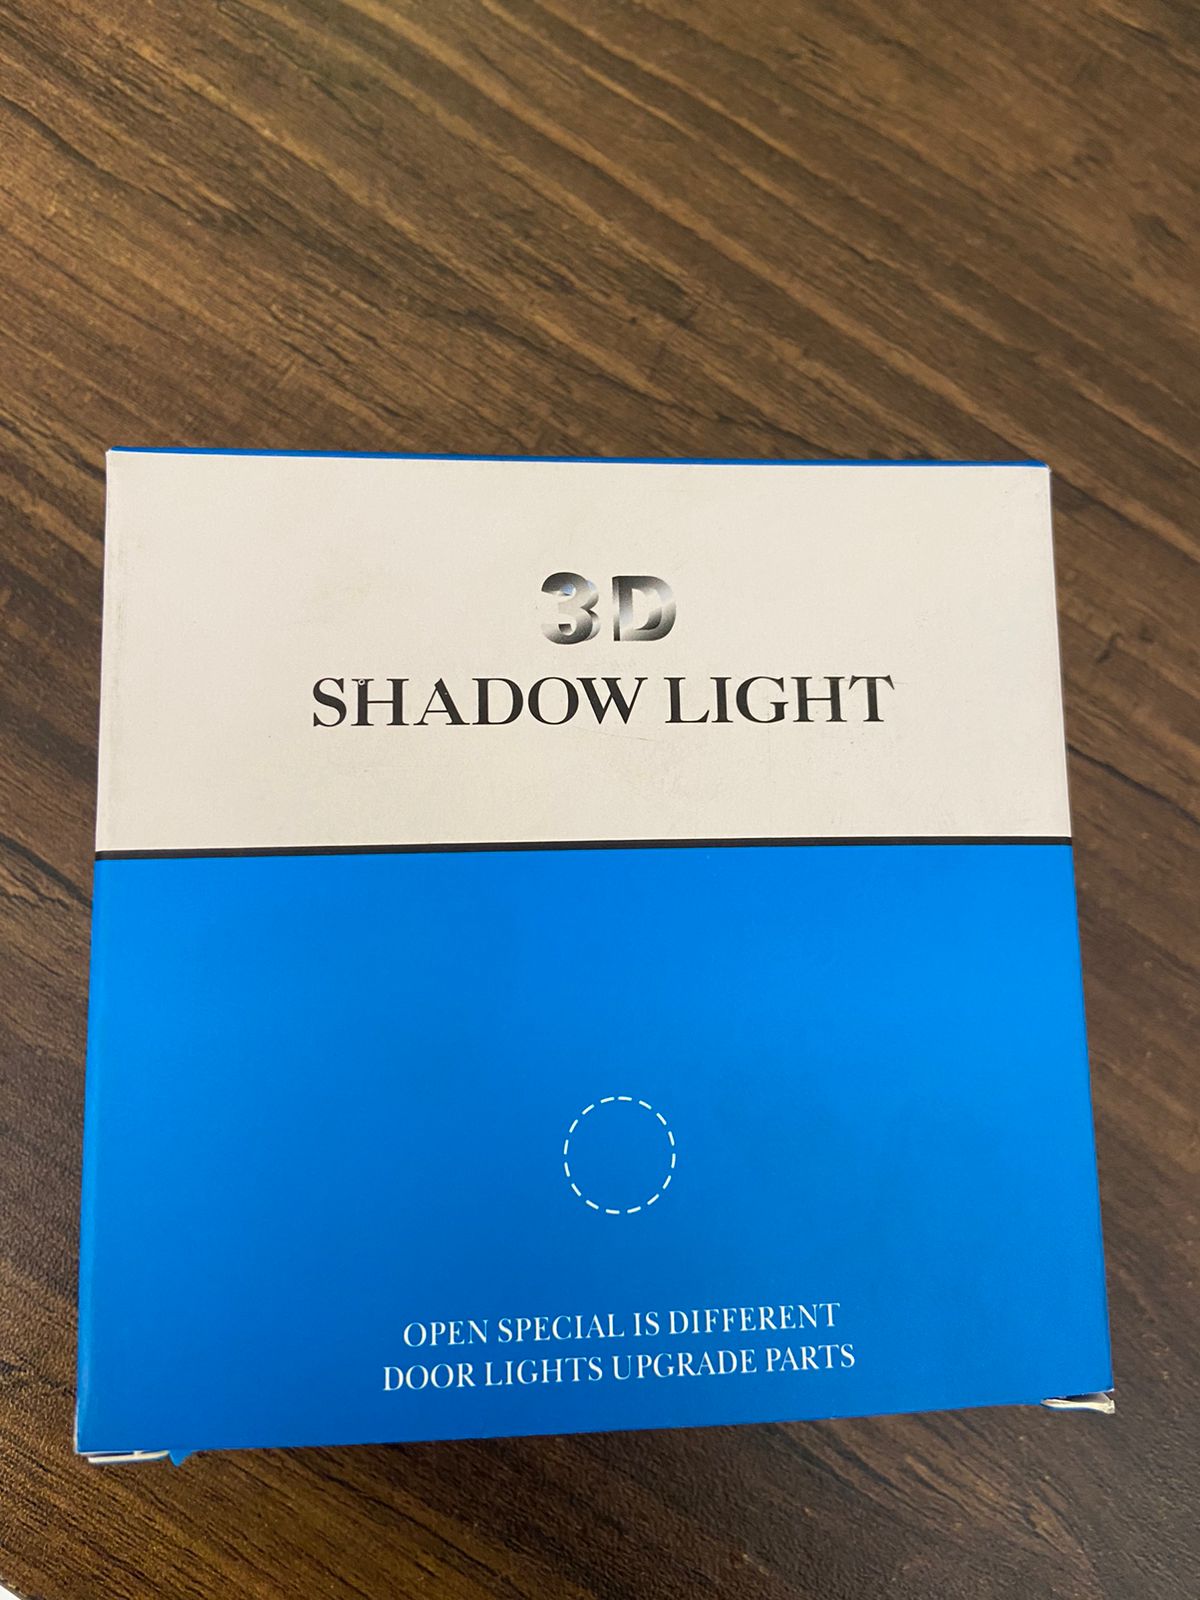 3D
SHADOW LIGHT
OPEN SPECIAL IS DIFFERENT
DOOR LIGHTS UPGRADE PARTS